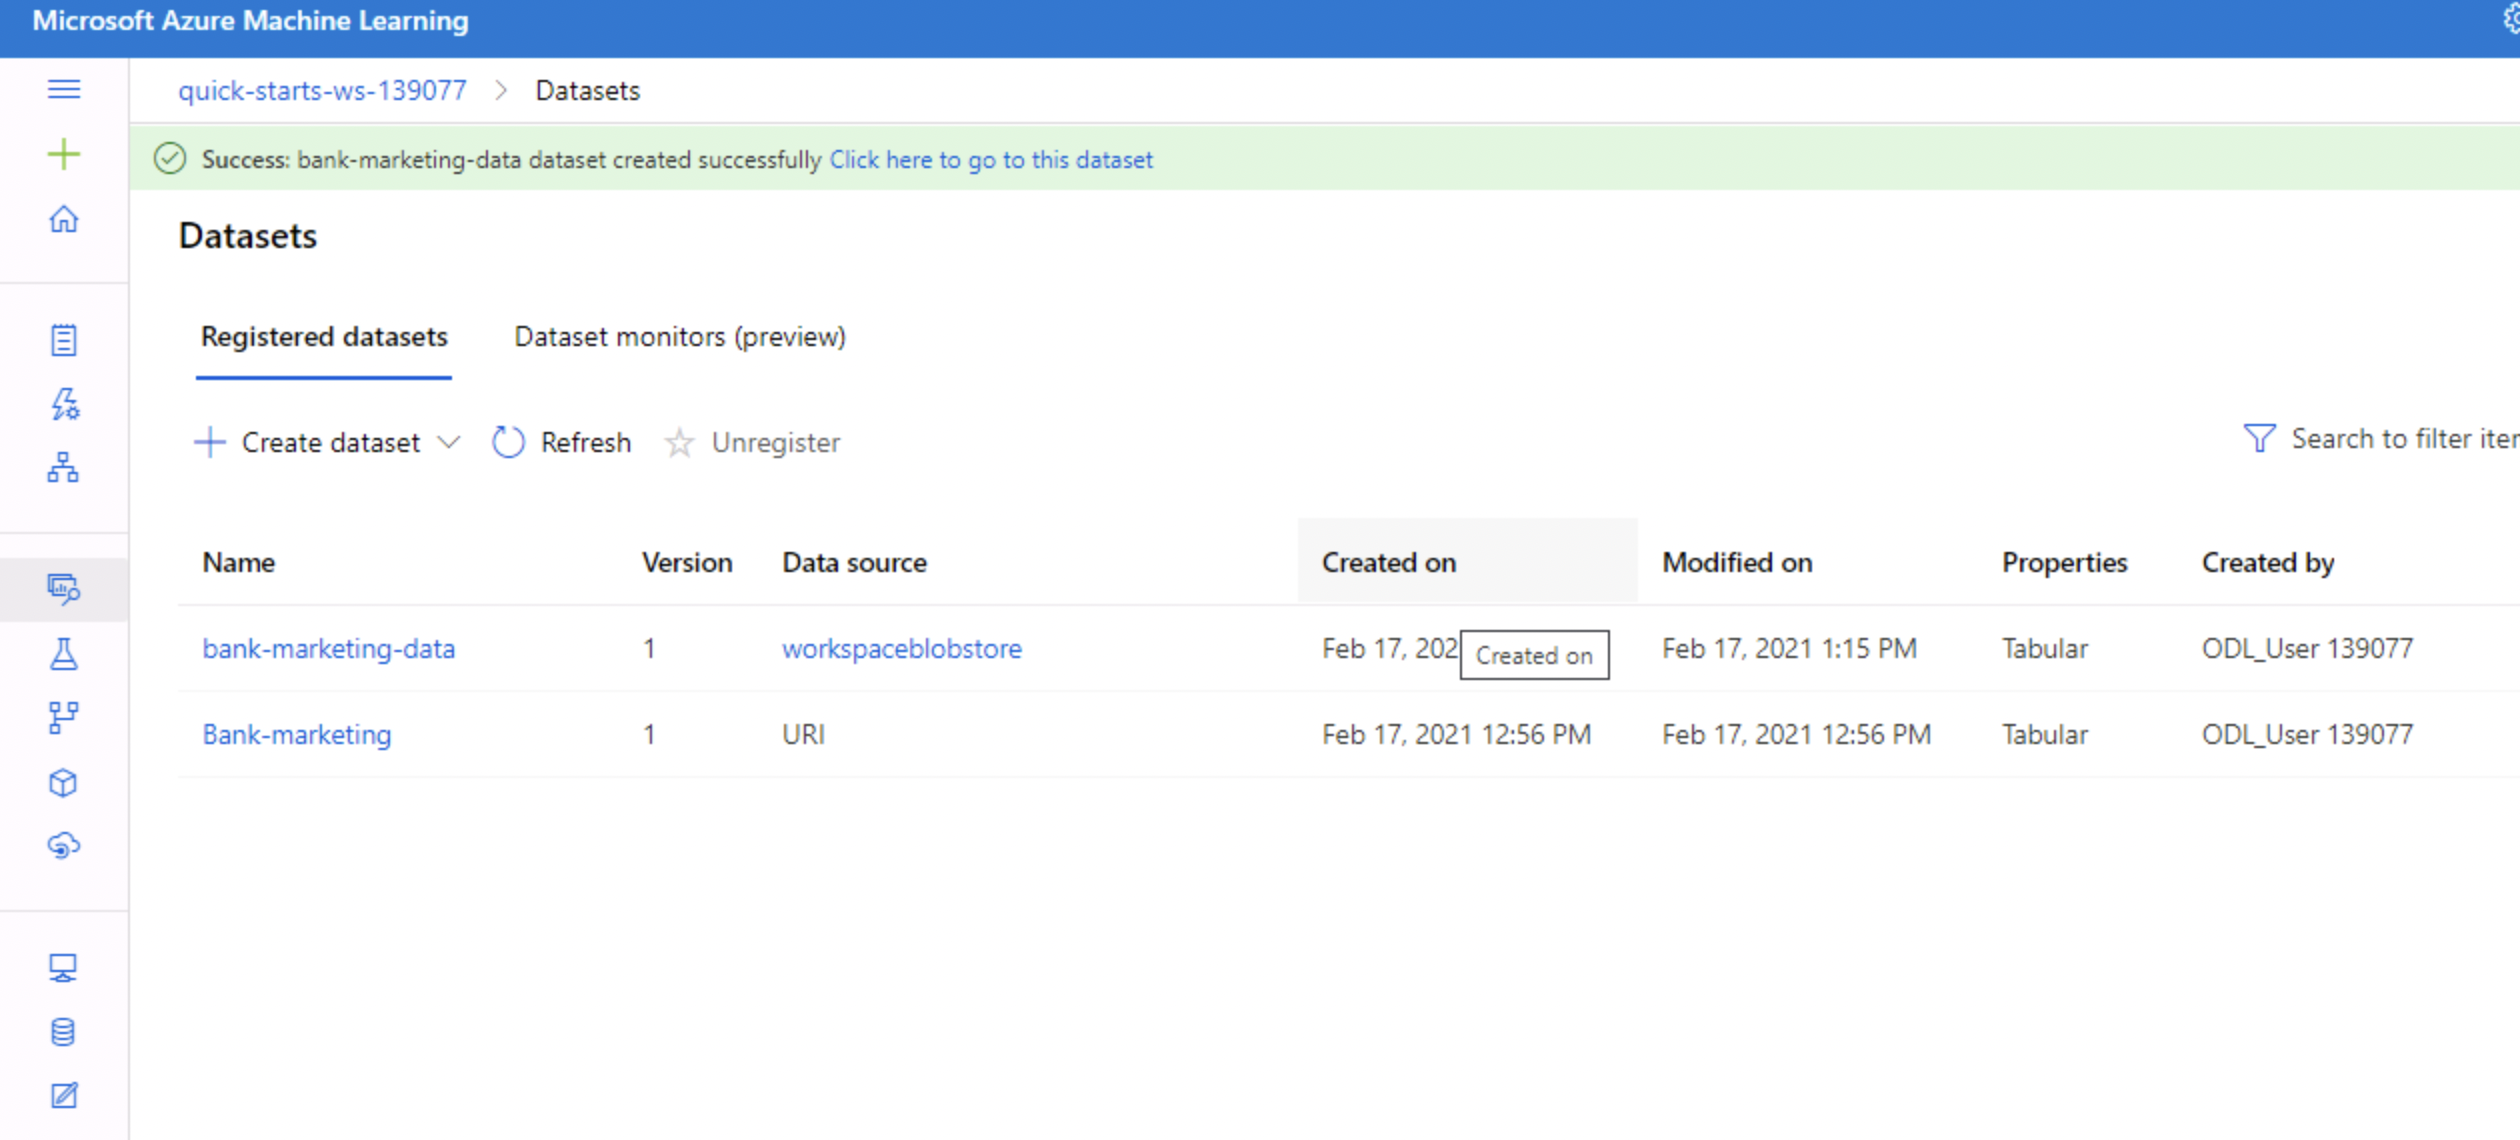 Microsoft Azure Machine Learning
quick-starts-ws-139077 > Datasets
Success: bank-marketing-data dataset created successfully Click here to go to this dataset
Datasets
Registered datasets Dataset monitors (preview)
Create dataset Refresh Unregister Search to filter
Name Version Data source Created on Modified on Properties Created by
bank-marketing-data 1 workspaceblobstore Feb 17, 202 Created on Feb 17, 2021 1:15 PM Tabular ODL_User 139077
Bank-marketing 1 URI Feb 17, 2021 12:56 PM Feb 17, 2021 12:56 PM Tabular ODL_User 139077